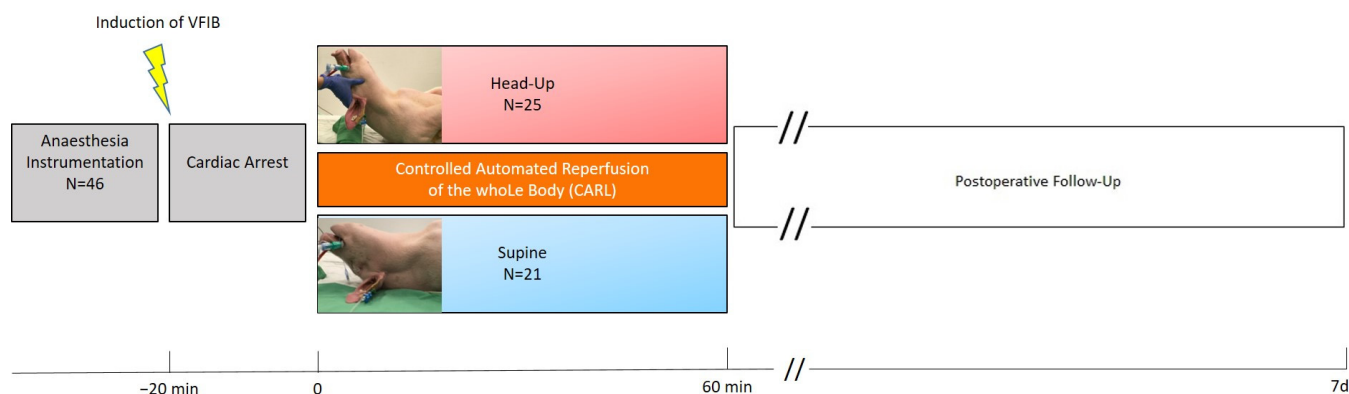 Induction of VFIB
Anaesthesia
Instrumentation
N=46
Cardiac Arrest
Head-Up
N=25
Controlled Automated Reperfusion
of the whoLe Body (CARL)
Supine
N=21
Postoperative Follow-Up
−20 min
0
60 min
7d